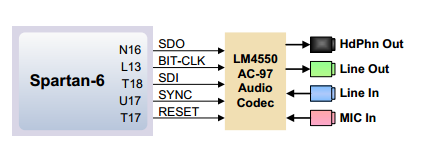 Spartan-6
N16
L13
T18
U17
T17
SDO
BIT-CLK
SDI
SYNC
RESET
LM4550
AC-97
Audio
Codec
HdPhn Out
Line Out
Line In
MIC In